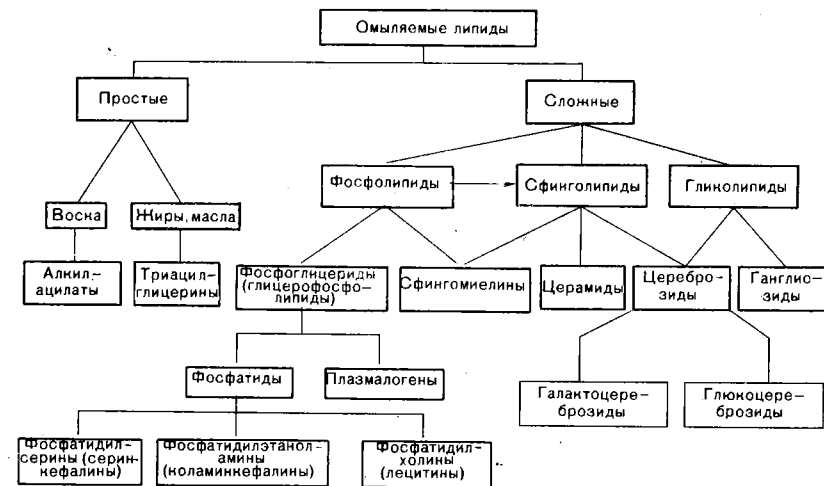 Омыляемые липиды
Простые
Сложные
Фосфолипиды
Сфинголипиды
Гликолипиды
Воска
Жиры, масла
Алкил-
ацилаты
Триацил-
глицерины
Фосфоглицериды
(глицерофосфо-
липиды)
Сфингомиелины
Церамиды
Церебро-
зиды
Ганглио-
зиды
Фосфатиды
Плазмалогены
Галактоцере-
брозиды
Глюкоцере-
брозиды
Фосфатидил-
серины (серин-
кефалины)
Фосфатидилэтанол-
амины
(коламинкефалины)
Фосфатидил-
холины
(лецитины)